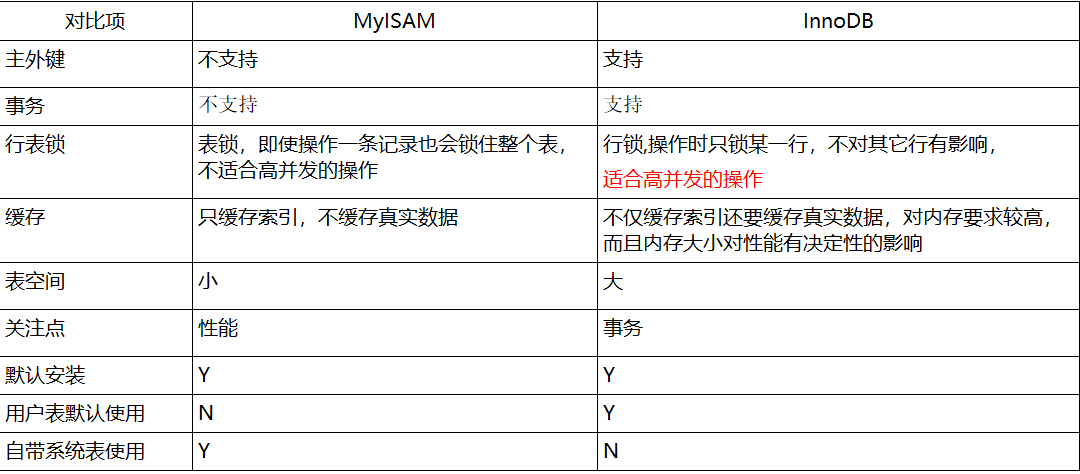 对比项 MyISAM InnoDB
主外键 不支持 支持
事务 不支持 支持
行表锁 表锁，即使操作一条记录也会锁住整个表， 行锁,操作时只锁某一行，不对其它行有影响，
不适合高并发的操作 适合高并发的操作
缓存 只缓存索引，不缓存真实数据 不仅缓存索引还要缓存真实数据，对内存要求较高，
而且内存大小对性能有决定性的影响
表空间 小 大
关注点 性能 事务
默认安装 Y Y
用户表默认使用 N Y
自带系统表使用 Y N